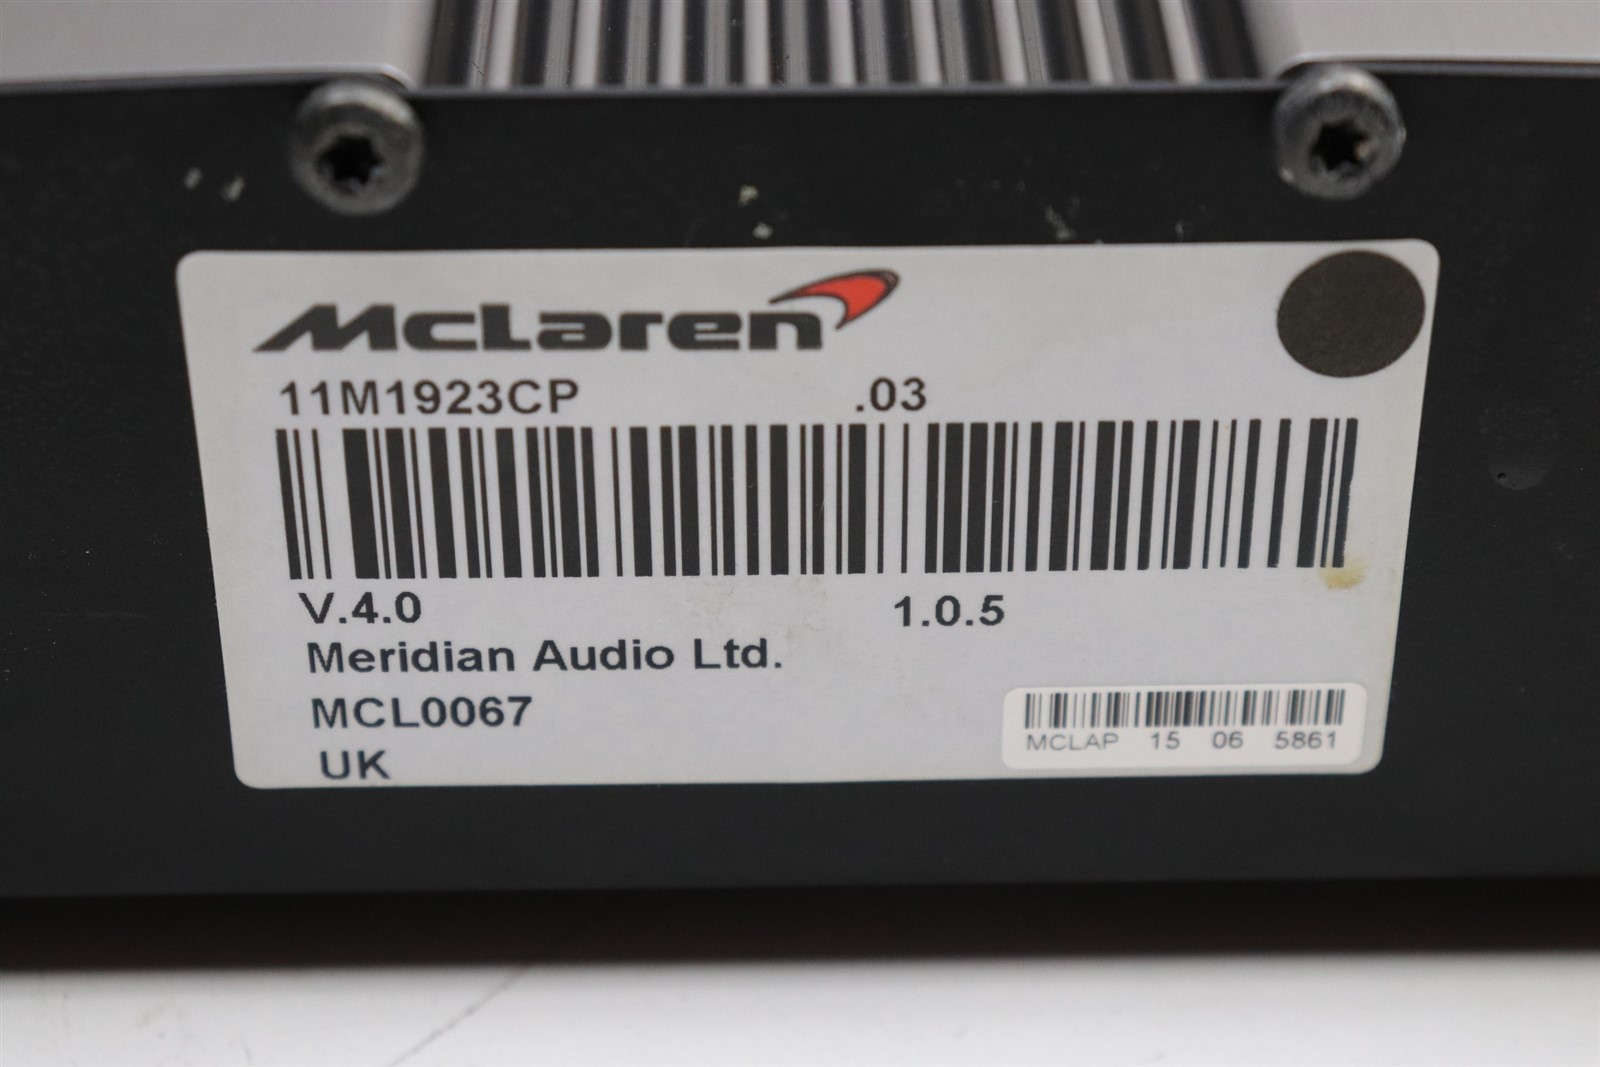 McLaren
11M1923CP .03
V.4.0 1.0.5
Meridian Audio Ltd.
MCL0067
UK
MCLAP 15 06 5861